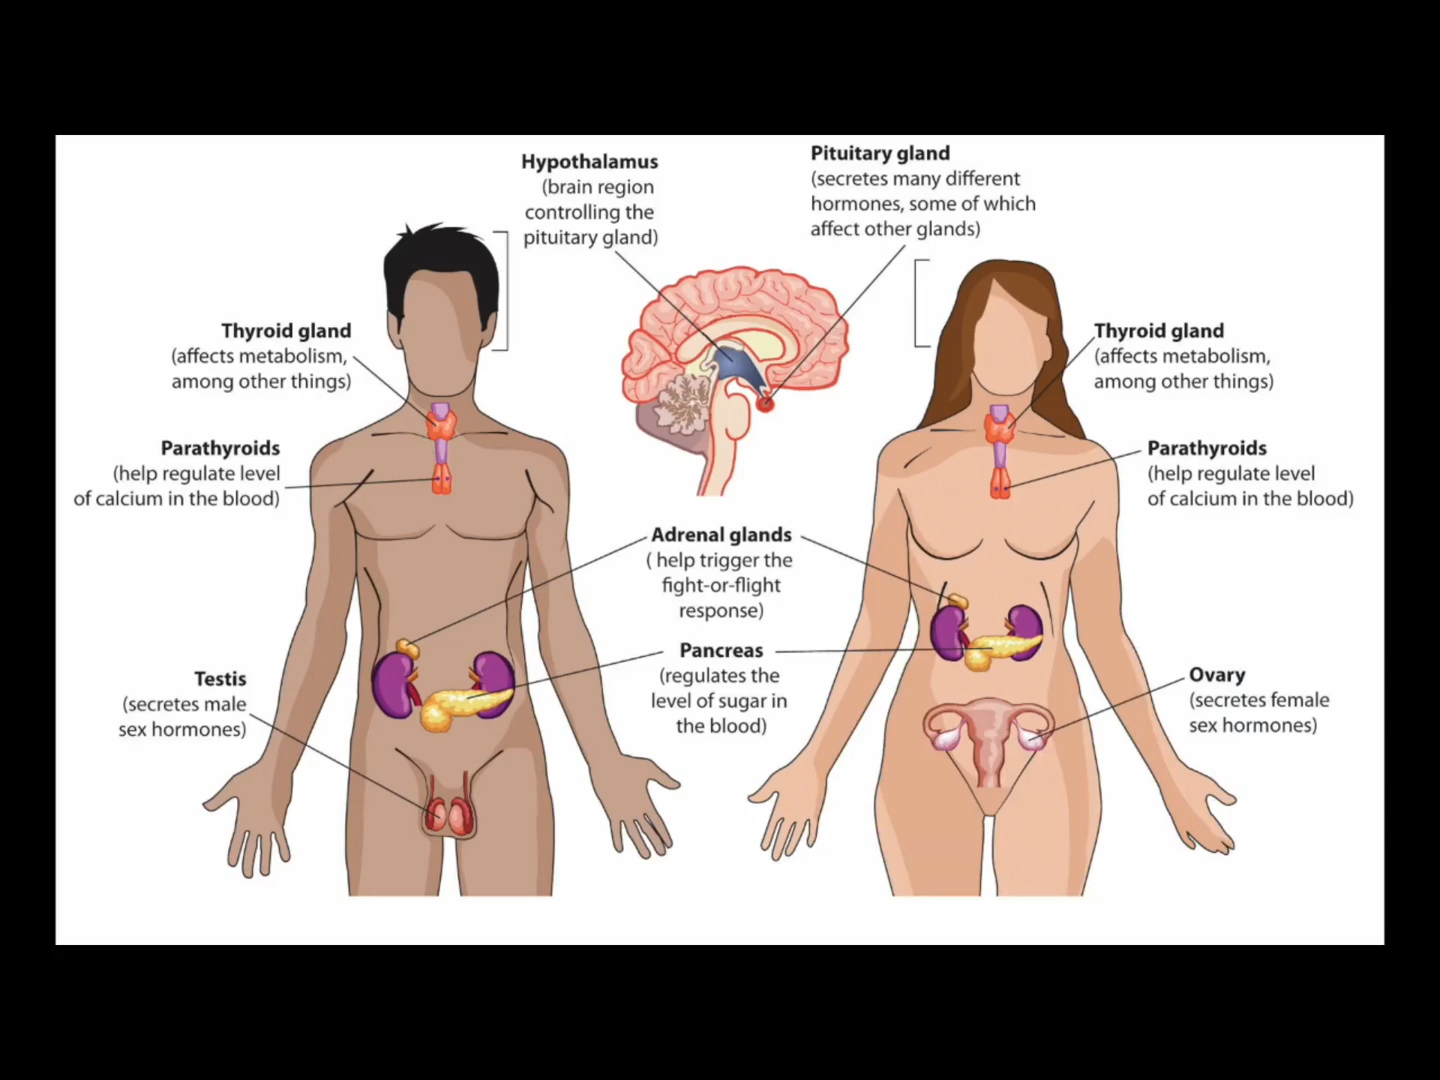 Hypothalamus
(brain region
controlling the
pituitary gland)
Pituitary gland
(secretes many different
hormones, some of which
affect other glands)
Thyroid gland
(affects metabolism,
among other things)
Thyroid gland
(affects metabolism,
among other things)
Parathyroids
(help regulate level
of calcium in the blood)
Parathyroids
(help regulate level
of calcium in the blood)
Adrenal glands
( help trigger the
fight-or-flight
response)
Pancreas
(regulates the
level of sugar in
the blood)
Testis
(secretes male
sex hormones)
Ovary
(secretes female
sex hormones)